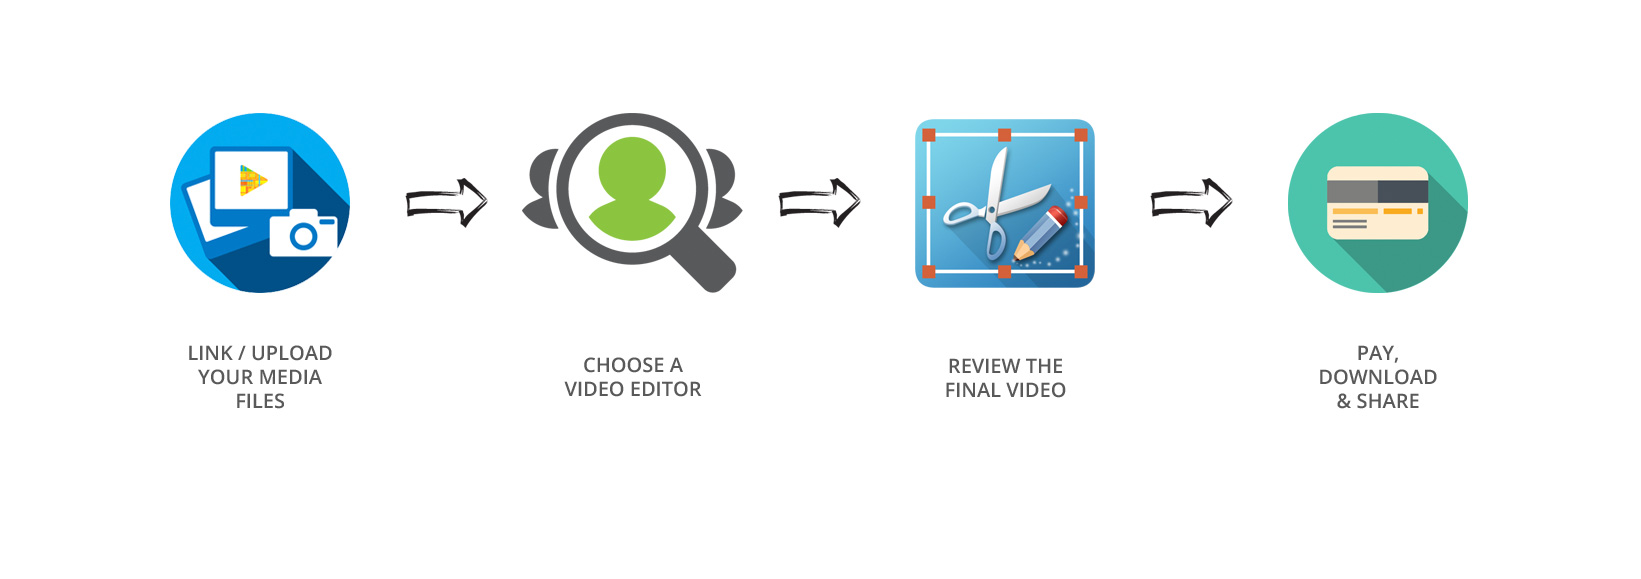 LINK / UPLOAD
YOUR MEDIA
FILES
CHOOSE A
VIDEO EDITOR
REVIEW THE
FINAL VIDEO
PAY,
DOWNLOAD
& SHARE